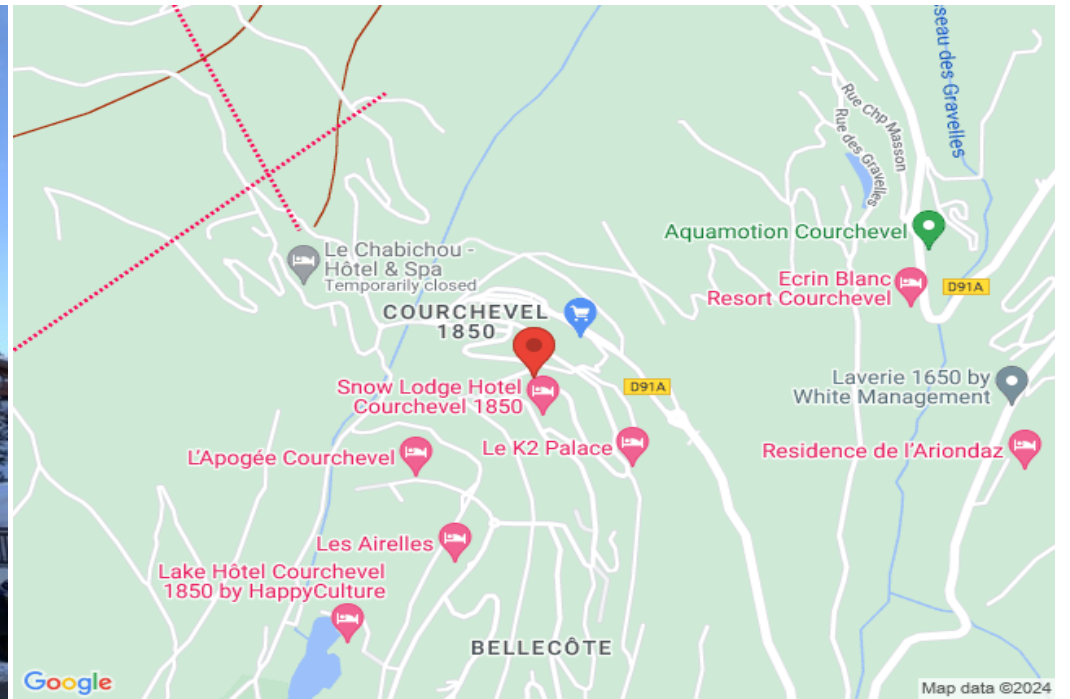 seau des Gravelles
Rue Chp Masson
Rue des Gravelles
Aquamotion Courchevel
Ecrin Blanc
Resort Courchevel
D91A
Le Chabichou -
Hôtel & Spa
Temporarily closed
COURCHEVEL
1850
Snow Lodge Hotel
Courchevel 1850
D91A
Laverie 1650 by
White Management
L'Apogée Courchevel
Le K2 Palace
Residence de l'Ariondaz
Les Airelles
Lake Hôtel Courchevel
1850 by HappyCulture
BELLECÔTE
Google
Map data ©2024